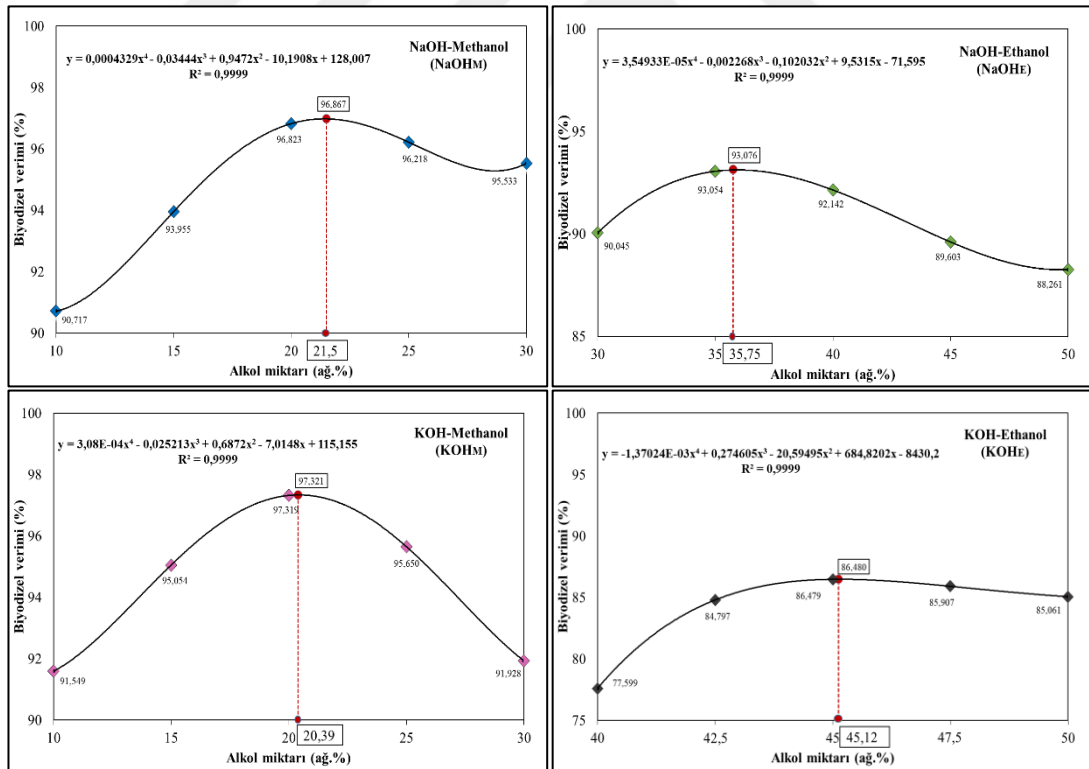 100
98
96
94
92
90
10
15
20
25
30
Biyodizel verimi (%)
Alkol miktarı (ağ.%)
y = 0,0004329x⁴ - 0,03444x³ + 0,9472x² - 10,1908x + 128,007
R² = 0,9999
NaOH-Methanol
(NaOHM)
90,717
93,955
96,823
96,867
96,218
95,533
21,5
100
95
90
85
30
35
40
45
50
Biyodizel verimi (%)
Alkol miktarı (ağ.%)
y = 3,54933E-05x⁴ - 0,002268x³ - 0,102032x² + 9,5315x - 71,595
R² = 0,9999
NaOH-Ethanol
(NaOHE)
90,045
93,054
93,076
92,142
89,603
88,261
35,75
100
98
96
94
92
90
10
15
20
25
30
Biyodizel verimi (%)
Alkol miktarı (ağ.%)
y = 3,08E-04x⁴ - 0,025213x³ + 0,6872x² - 7,0148x + 115,155
R² = 0,9999
KOH-Methanol
(KOHM)
91,549
95,054
97,319
97,321
95,650
91,928
20,39
100
95
90
85
80
75
40
42,5
45
47,5
50
Biyodizel verimi (%)
Alkol miktarı (ağ.%)
y = -1,37024E-03x⁴ + 0,274605x³ - 20,59495x² + 684,8202x - 8430,2
R² = 0,9999
KOH-Ethanol
(KOHE)
77,599
84,797
86,479
86,480
85,907
85,061
45,12